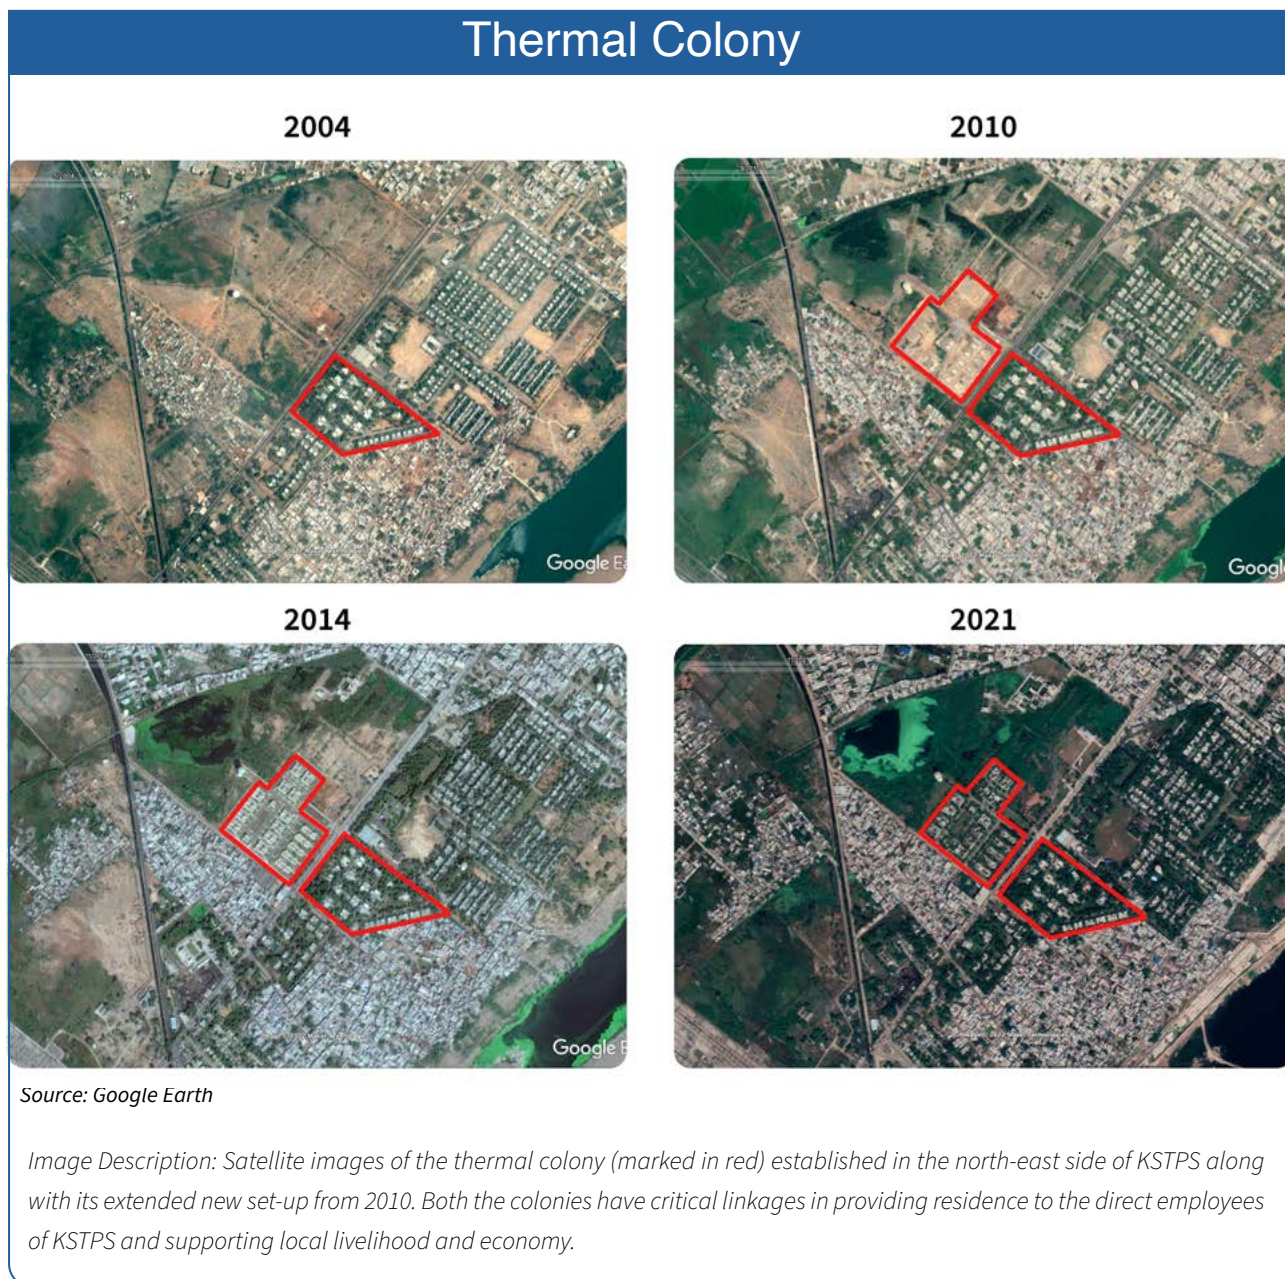 Thermal Colony
2004
2010
Google Ea
Google
2014
2021
Google E
Source: Google Earth
Image Description: Satellite images of the thermal colony (marked in red) established in the north-east side of KSTPS along
with its extended new set-up from 2010. Both the colonies have critical linkages in providing residence to the direct employees
of KSTPS and supporting local livelihood and economy.